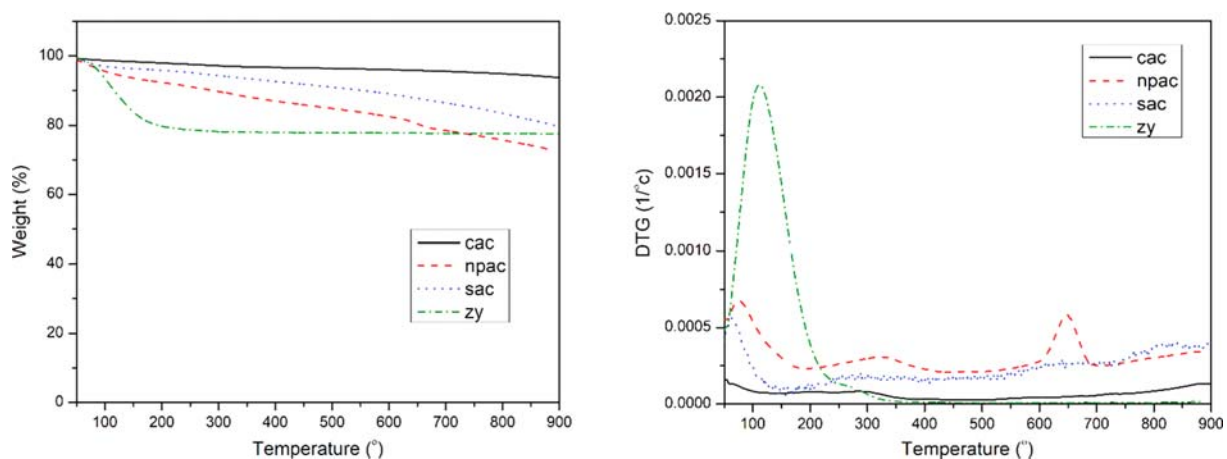 100
80
60
40
20
0
Weight (%)
cac
npac
sac
zy
100 200 300 400 500 600 700 800 900
Temperature (°)
0.0025
0.0020
0.0015
0.0010
0.0005
0.0000
DTG (1/°c)
cac
npac
sac
zy
100 200 300 400 500 600 700 800 900
Temperature (°)